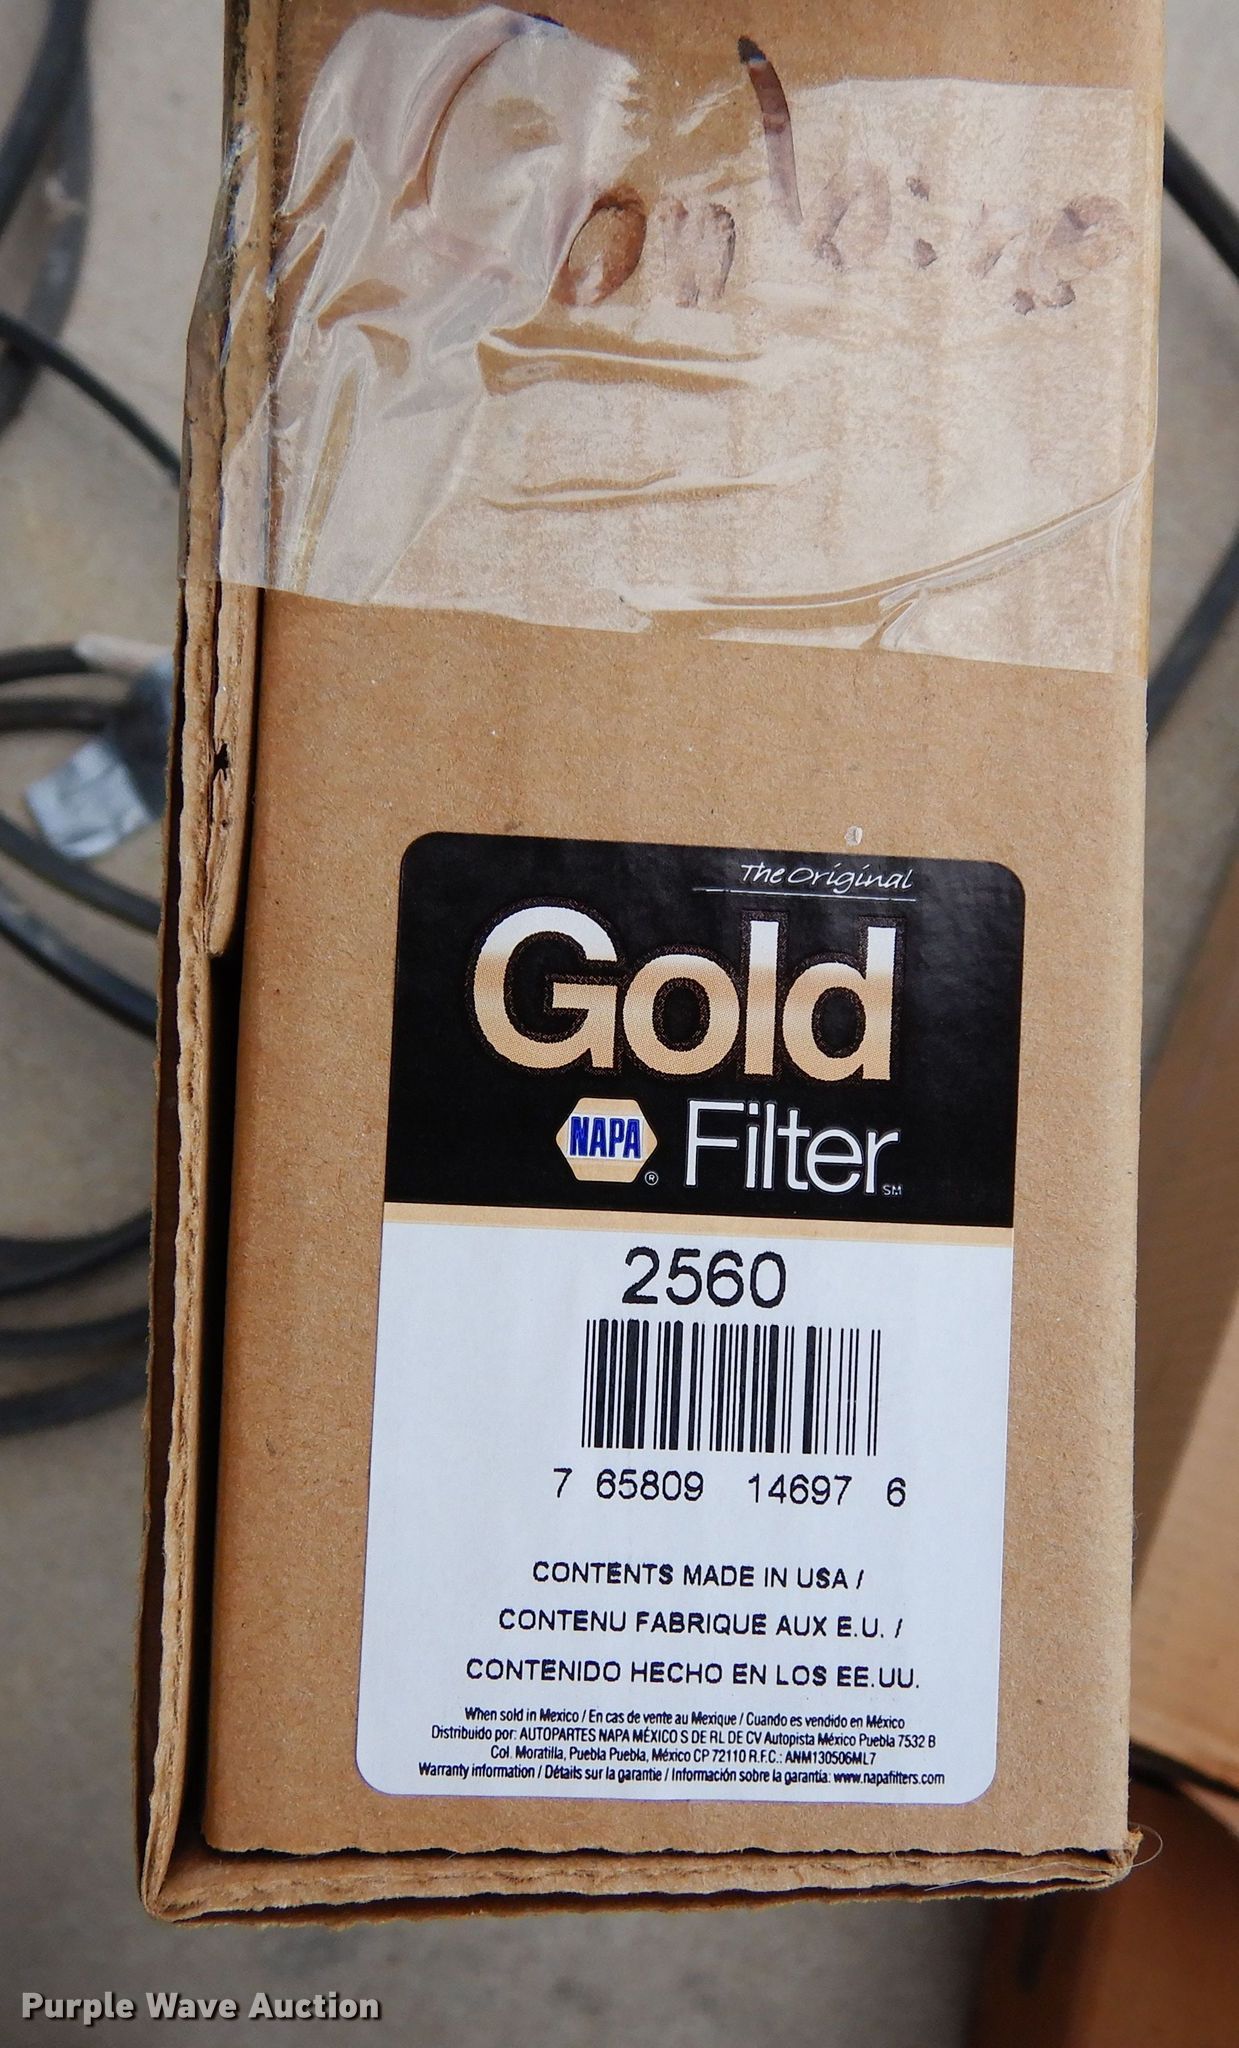 Combine
The Original
Gold
NAPA® Filter SM
2560
7 65809 14697 6
CONTENTS MADE IN USA /
CONTENU FABRIQUE AUX E.U. /
CONTENIDO HECHO EN LOS EE.UU.
When sold in Mexico / En cas de vente au Mexique / Cuando es vendido en México
Distribuido por: AUTOPARTES NAPA MÉXICO S DE RL DE CV Autopista México Puebla 7532 B
Col. Moratilla, Puebla Puebla, México CP 72110 R.F.C.: ANM130506ML7
Warranty information / Détails sur la garantie / Información sobre la garantía: www.napafilters.com
Purple Wave Auction